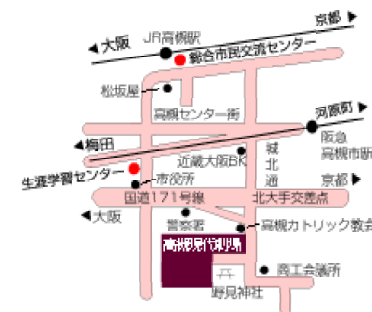 京都▶
◀大阪
JR高槻駅
総合市民交流センター
松坂屋
高槻センター街
河原町▶
◀梅田
阪急
高槻市駅
近畿大阪BK
城北通
生涯学習センター
市役所
京都▶
国道171号線
北大手交差点
◀大阪
警察署
高槻カトリック教会
高槻現代劇場
商工会議所
野見神社